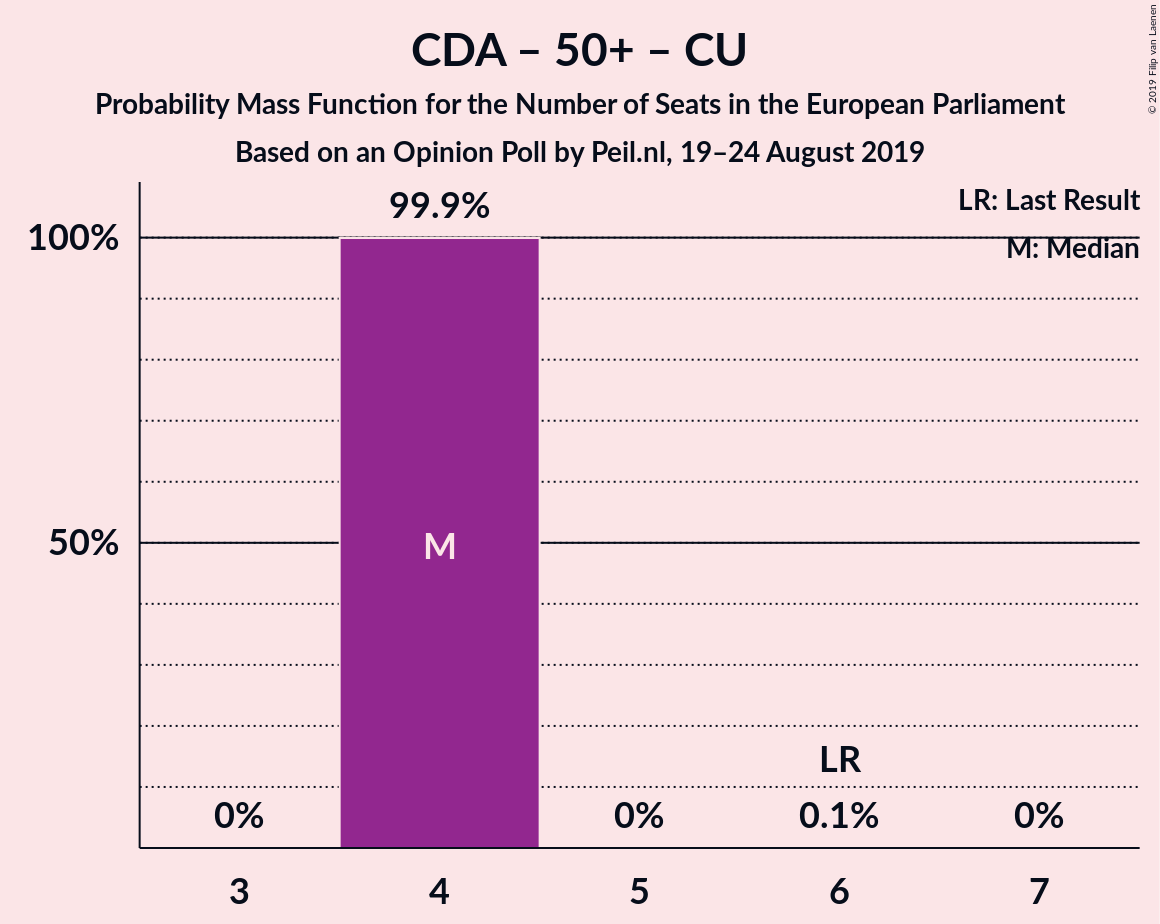 CDA – 50+ – CU
Probability Mass Function for the Number of Seats in the European Parliament
Based on an Opinion Poll by Peil.nl, 19–24 August 2019
© 2019 Filip van Laenen
LR: Last Result
M: Median
99.9%
100%
50%
M
LR
0%
0%
0.1%
0%
3
4
5
6
7